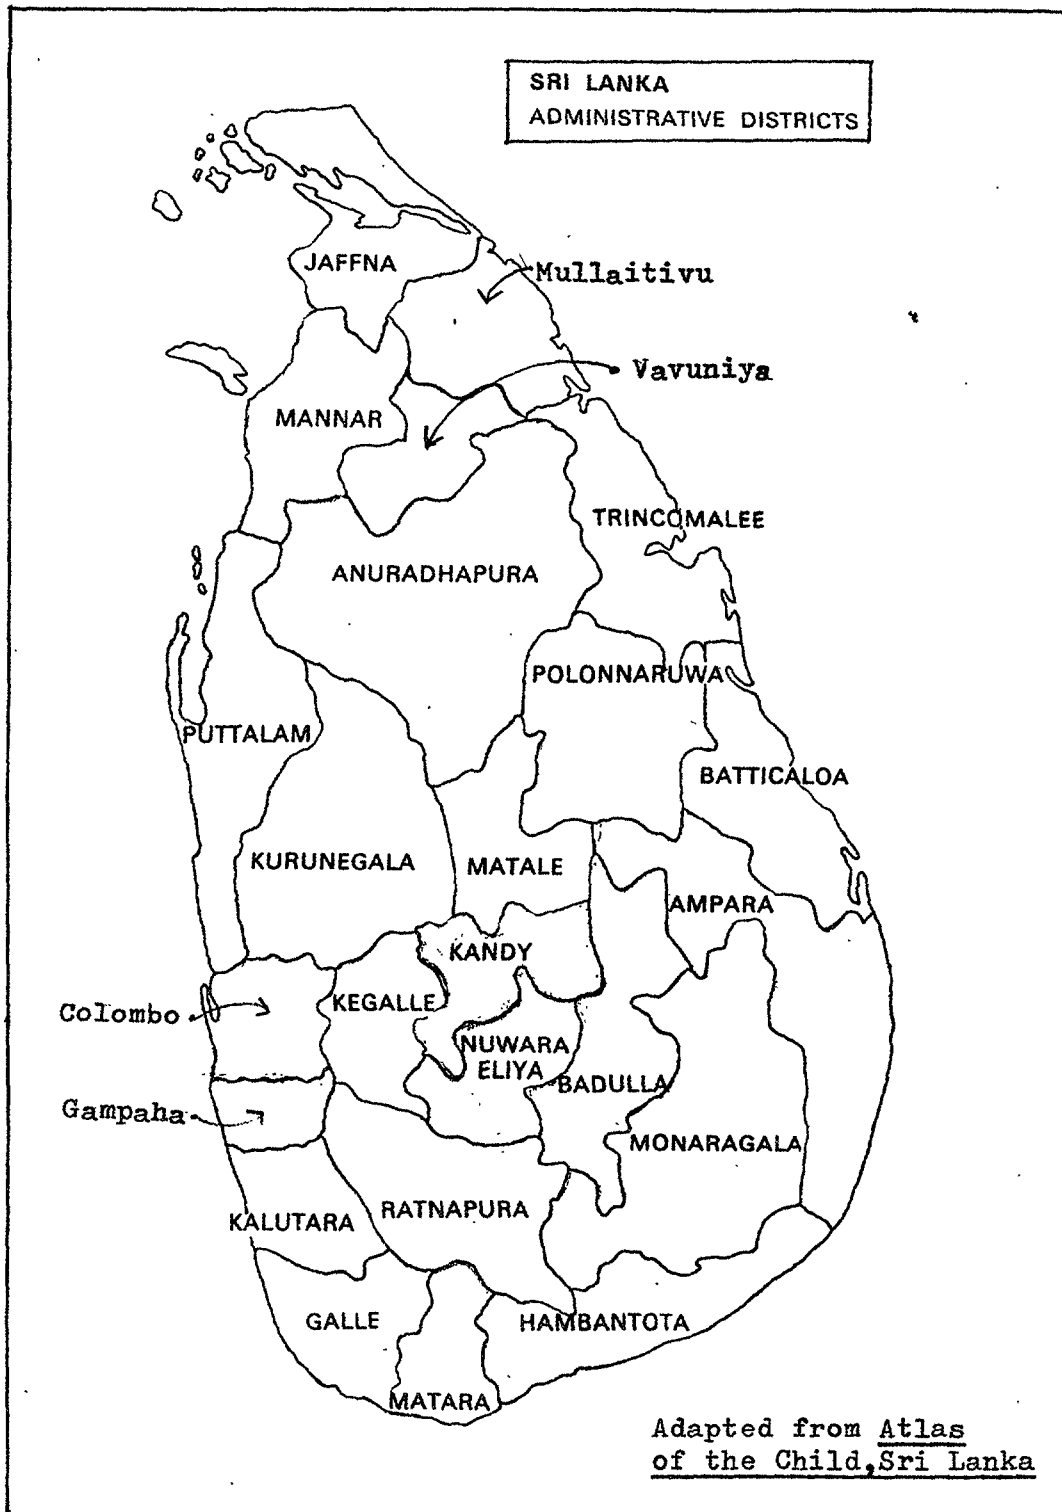 SRI LANKA
ADMINISTRATIVE DISTRICTS
JAFFNA
Mullaitivu
Vavuniya
MANNAR
TRINCOMALEE
ANURADHAPURA
POLONNARUWA
PUTTALAM
BATTICALOA
KURUNEGALA
MATALE
AMPARA
KANDY
KEGALLE
Colombo
NUWARA
ELIYA
BADULLA
Gampaha
MONARAGALA
RATNAPURA
KALUTARA
GALLE
HAMBANTOTA
MATARA
Adapted from Atlas
of the Child,Sri Lanka